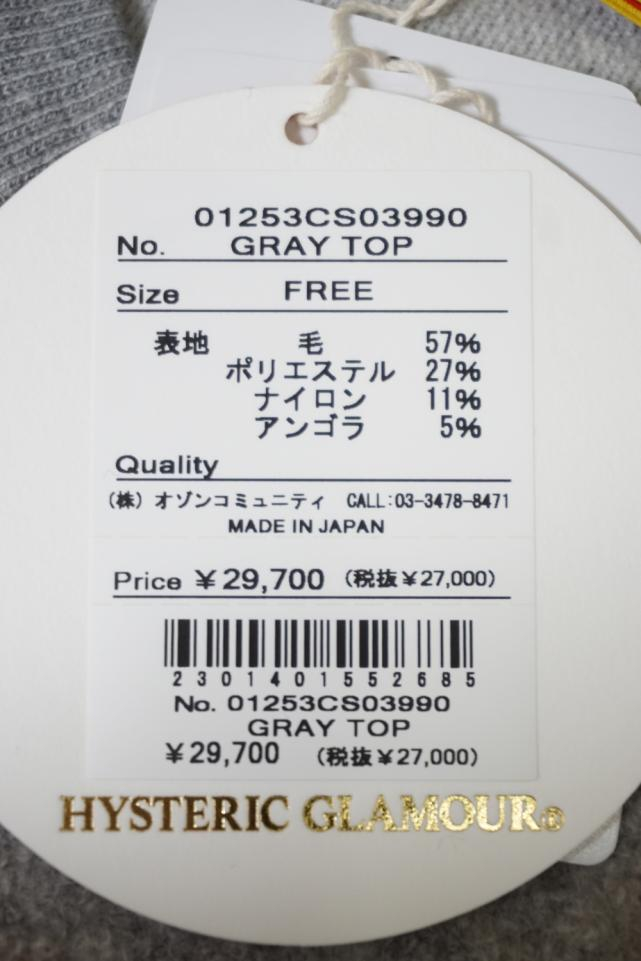 01253CS03990
No. GRAY TOP
Size FREE
表地 毛 57%
ポリエステル 27%
ナイロン 11%
アンゴラ 5%
Quality
(株) オゾンコミュニティ CALL:03-3478-8471
MADE IN JAPAN
Price ¥29,700 (税抜¥27,000)
2301401552685
No. 01253CS03990
GRAY TOP
¥29,700 (税抜¥27,000)
HYSTERIC GLAMOUR®